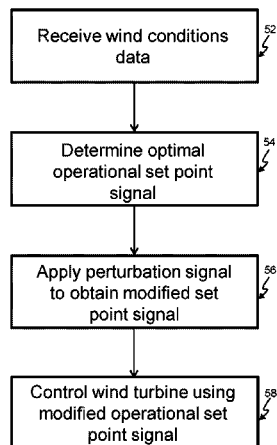 Receive wind conditions
data
52
Determine optimal
operational set point
signal
54
Apply perturbation signal
to obtain modified set
point signal
56
Control wind turbine using
modified operational set
point signal
58